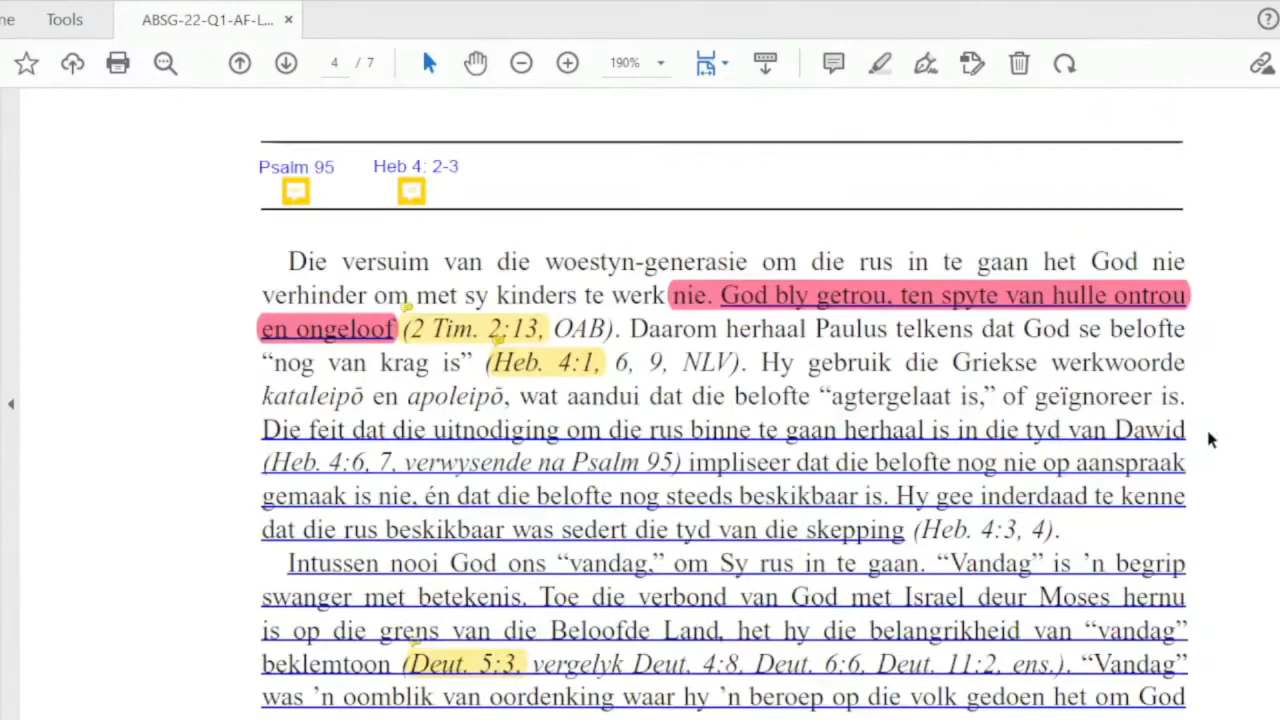 ne Tools ABSG-22-Q1-AF-L... ×
4 / 7 190%
Psalm 95 Heb 4: 2-3
Die versuim van die woestyn-generasie om die rus in te gaan het God nie
verhinder om met sy kinders te werk nie. God bly getrou, ten spyte van hulle ontrou
en ongeloof (2 Tim. 2:13, OAB). Daarom herhaal Paulus telkens dat God se belofte
“nog van krag is” (Heb. 4:1, 6, 9, NLV). Hy gebruik die Griekse werkwoorde
kataleipō en apoleipō, wat aandui dat die belofte “agtergelaat is,” of geïgnoreer is.
Die feit dat die uitnodiging om die rus binne te gaan herhaal is in die tyd van Dawid
(Heb. 4:6, 7, verwysende na Psalm 95) impliseer dat die belofte nog nie op aanspraak
gemaak is nie, én dat die belofte nog steeds beskikbaar is. Hy gee inderdaad te kenne
dat die rus beskikbaar was sedert die tyd van die skepping (Heb. 4:3, 4).
Intussen nooi God ons “vandag,” om Sy rus in te gaan. “Vandag” is ’n begrip
swanger met betekenis. Toe die verbond van God met Israel deur Moses hernu
is op die grens van die Beloofde Land, het hy die belangrikheid van “vandag”
beklemtoon (Deut. 5:3, vergelyk Deut. 4:8, Deut. 6:6, Deut. 11:2, ens.). “Vandag”
was ’n oomblik van oordenking waar hy ’n beroep op die volk gedoen het om God